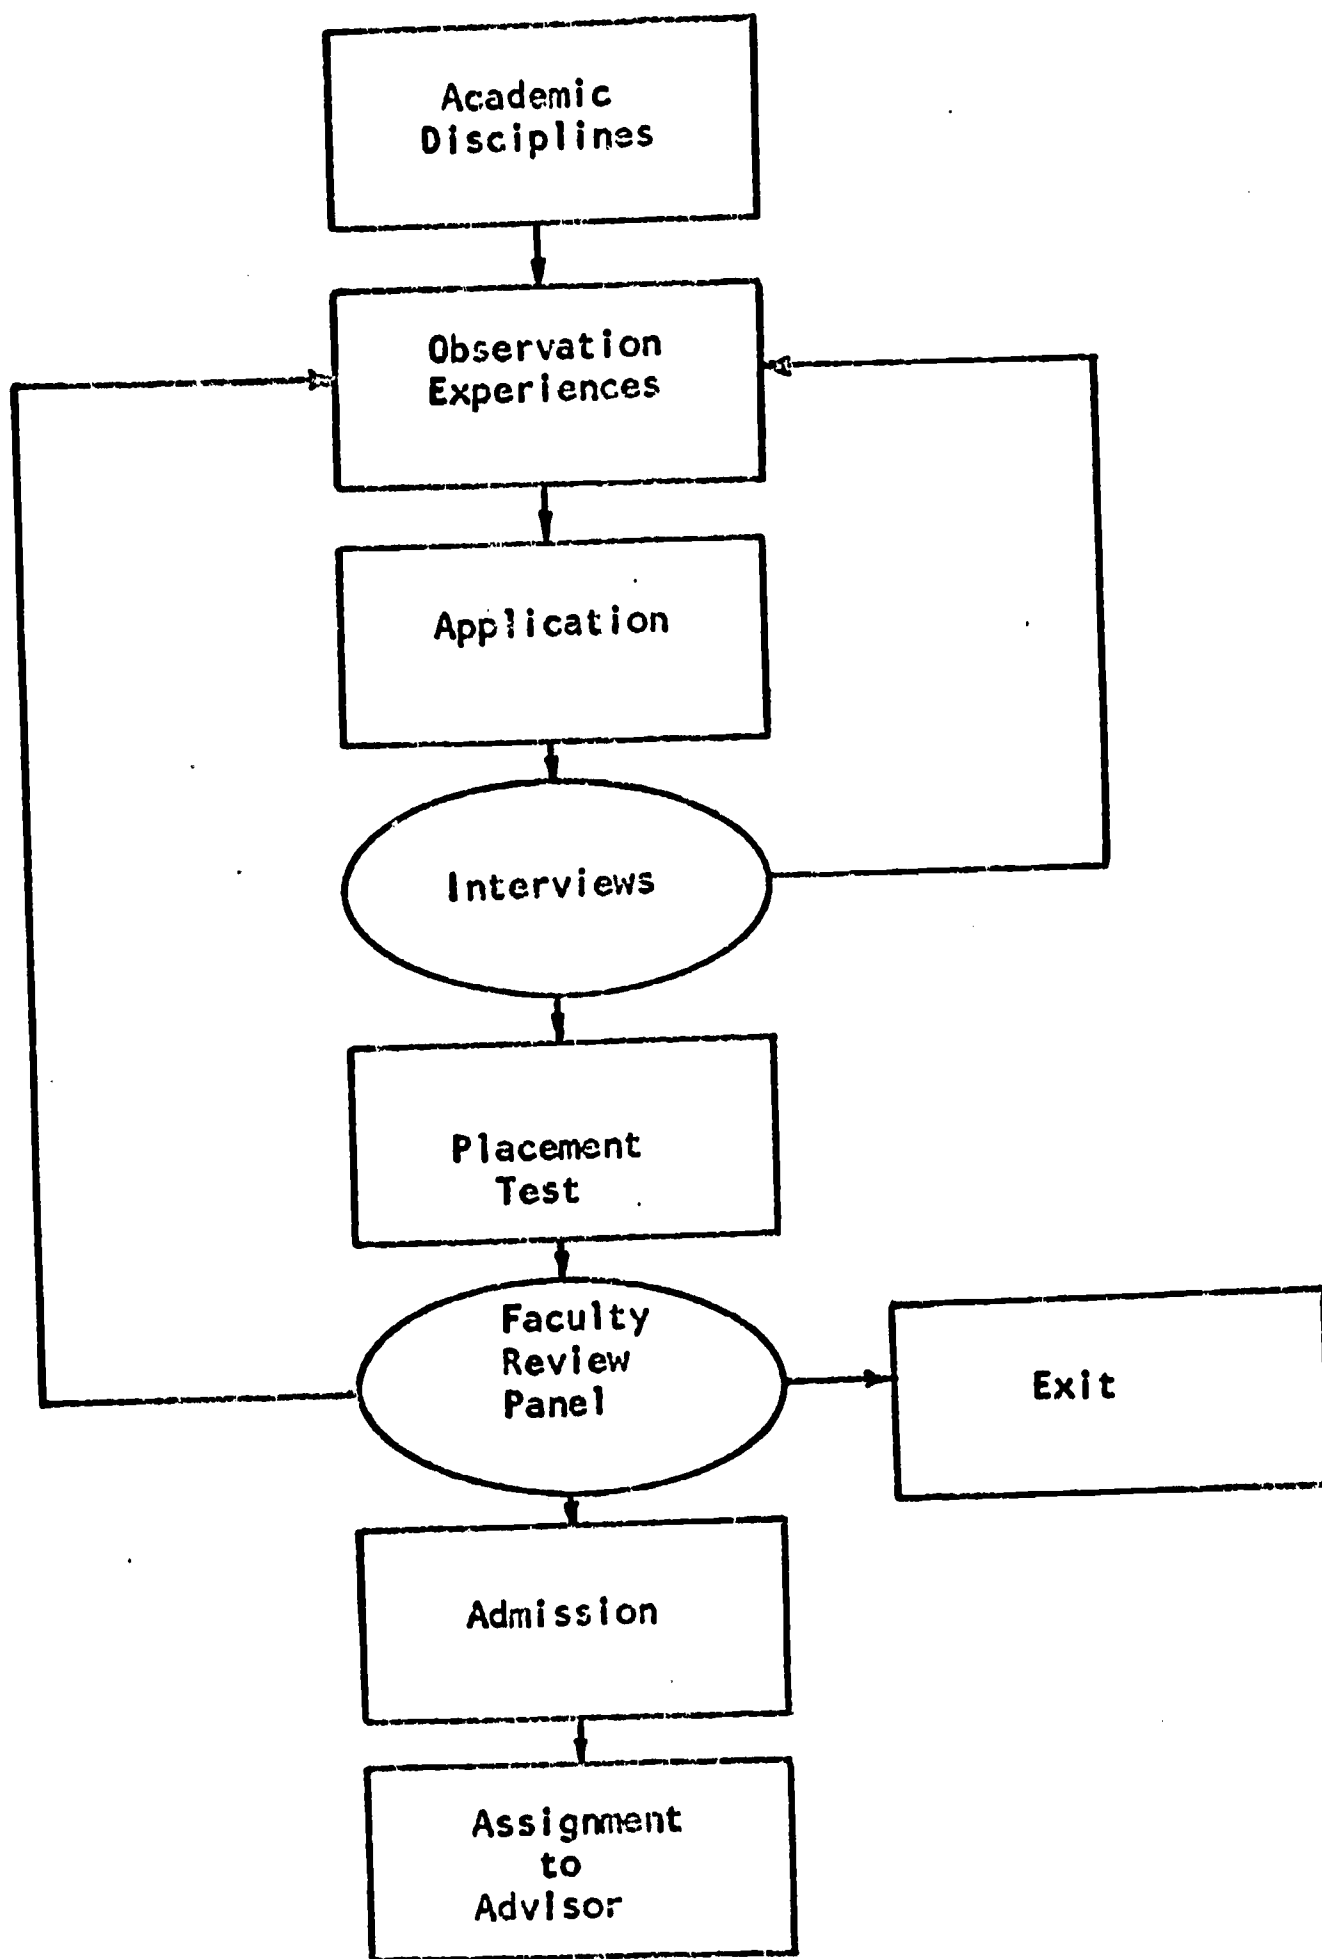 Academic
Disciplines
Observation
Experiences
Application
Interviews
Placement
Test
Faculty
Review
Panel
Exit
Admission
Assignment
to
Advisor